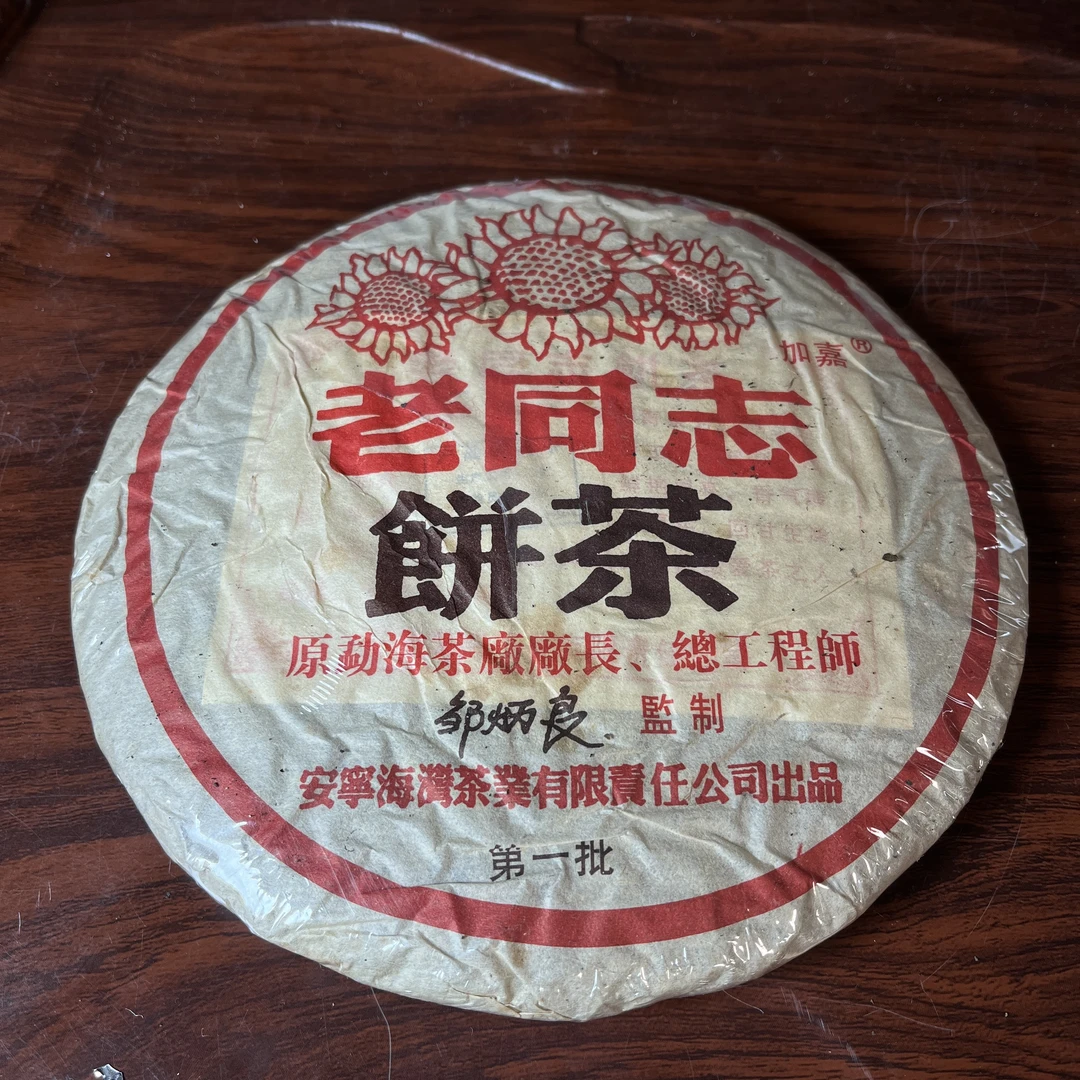 加嘉®
老同志
餅茶
原勐海茶廠廠長、總工程師
邹炳良 監制
安寧海灣茶業有限責任公司出品
第一批